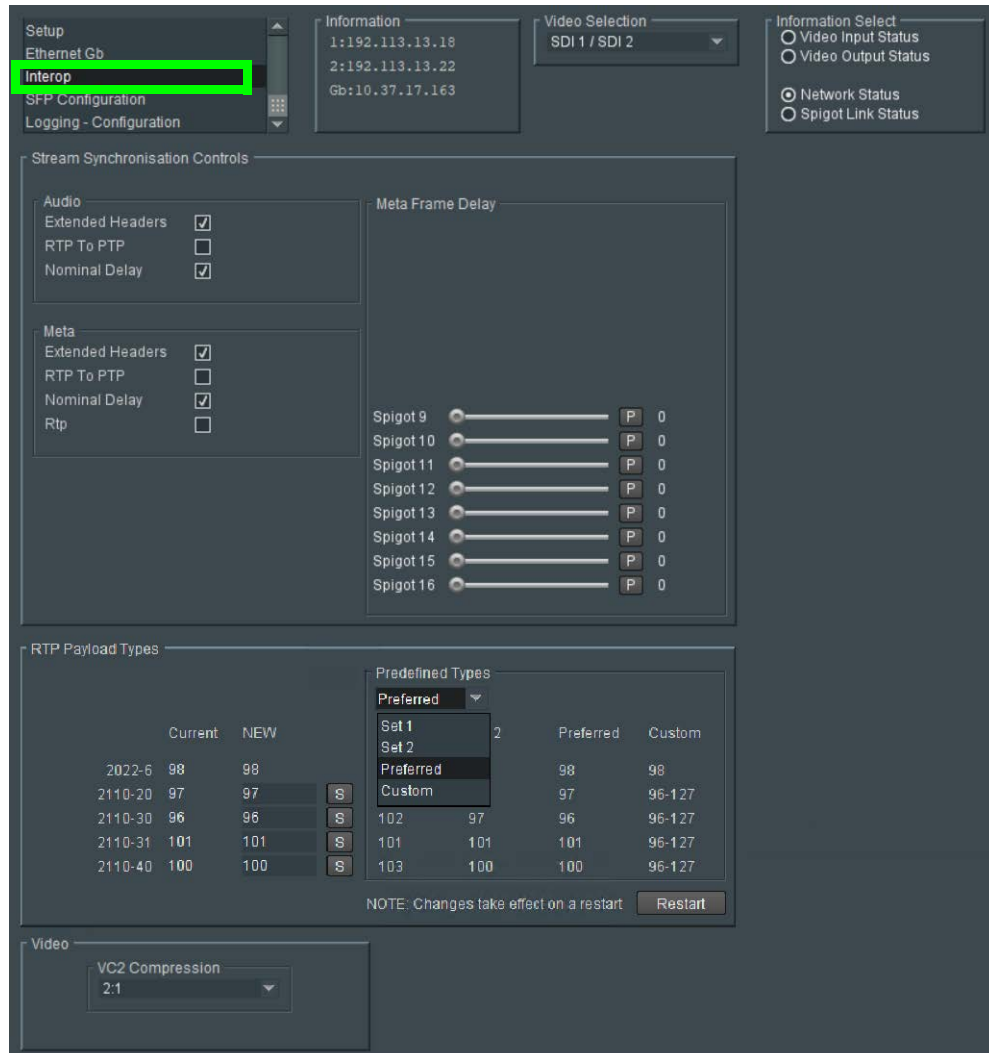 Setup
Ethernet Gb
Interop
SFP Configuration
Logging - Configuration
Information
1:192.113.13.18
2:192.113.13.22
Gb:10.37.17.163
Video Selection
SDI 1 / SDI 2
Information Select
Video Input Status
Video Output Status
Network Status
Spigot Link Status
Stream Synchronisation Controls
Audio
Extended Headers
RTP To PTP
Nominal Delay
Meta
Extended Headers
RTP To PTP
Nominal Delay
Rtp
Meta Frame Delay
Spigot 9 P 0
Spigot 10 P 0
Spigot 11 P 0
Spigot 12 P 0
Spigot 13 P 0
Spigot 14 P 0
Spigot 15 P 0
Spigot 16 P 0
RTP Payload Types
Predefined Types
Preferred
Set 1
Set 2
Preferred
Custom
Current NEW 2 Preferred Custom
2022-6 98 98 98 98
2110-20 97 97 S 97 96-127
2110-30 96 96 S 102 97 96 96-127
2110-31 101 101 S 101 101 101 96-127
2110-40 100 100 S 103 100 100 96-127
NOTE: Changes take effect on a restart Restart
Video
VC2 Compression
2:1